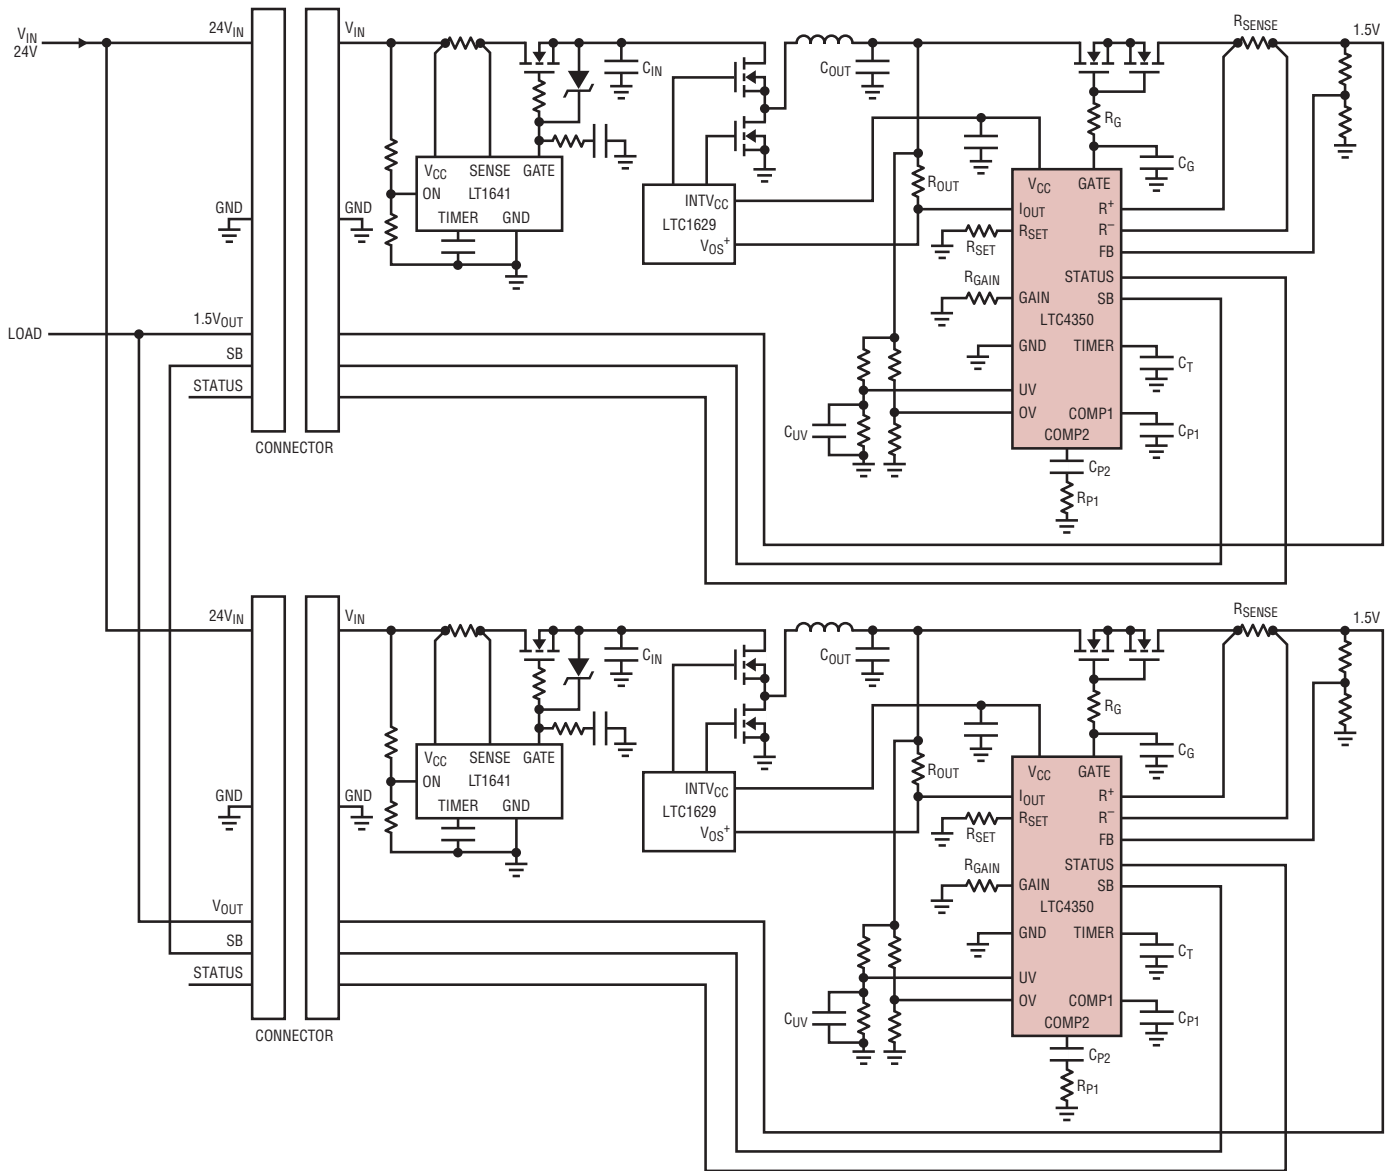 VIN
24V
24VIN
VIN
RSENSE
1.5V
CIN
COUT
RG
CG
VCC SENSE GATE
ON LT1641
TIMER GND
GND
GND
INTVCC
LTC1629
VOS+
ROUT
VCC GATE
IOUT R+
RSET R–
RSET
FB
STATUS
RGAIN
GAIN SB
LTC4350
GND TIMER
CT
UV
OV COMP1
COMP2
CUV
CP1
CP2
RP1
LOAD
1.5VOUT
SB
STATUS
CONNECTOR
24VIN
VIN
RSENSE
1.5V
CIN
COUT
RG
CG
VCC SENSE GATE
ON LT1641
TIMER GND
GND
GND
INTVCC
LTC1629
VOS+
ROUT
VCC GATE
IOUT R+
RSET R–
RSET
FB
STATUS
RGAIN
GAIN SB
LTC4350
GND TIMER
CT
UV
OV COMP1
COMP2
CUV
CP1
CP2
RP1
VOUT
SB
STATUS
CONNECTOR